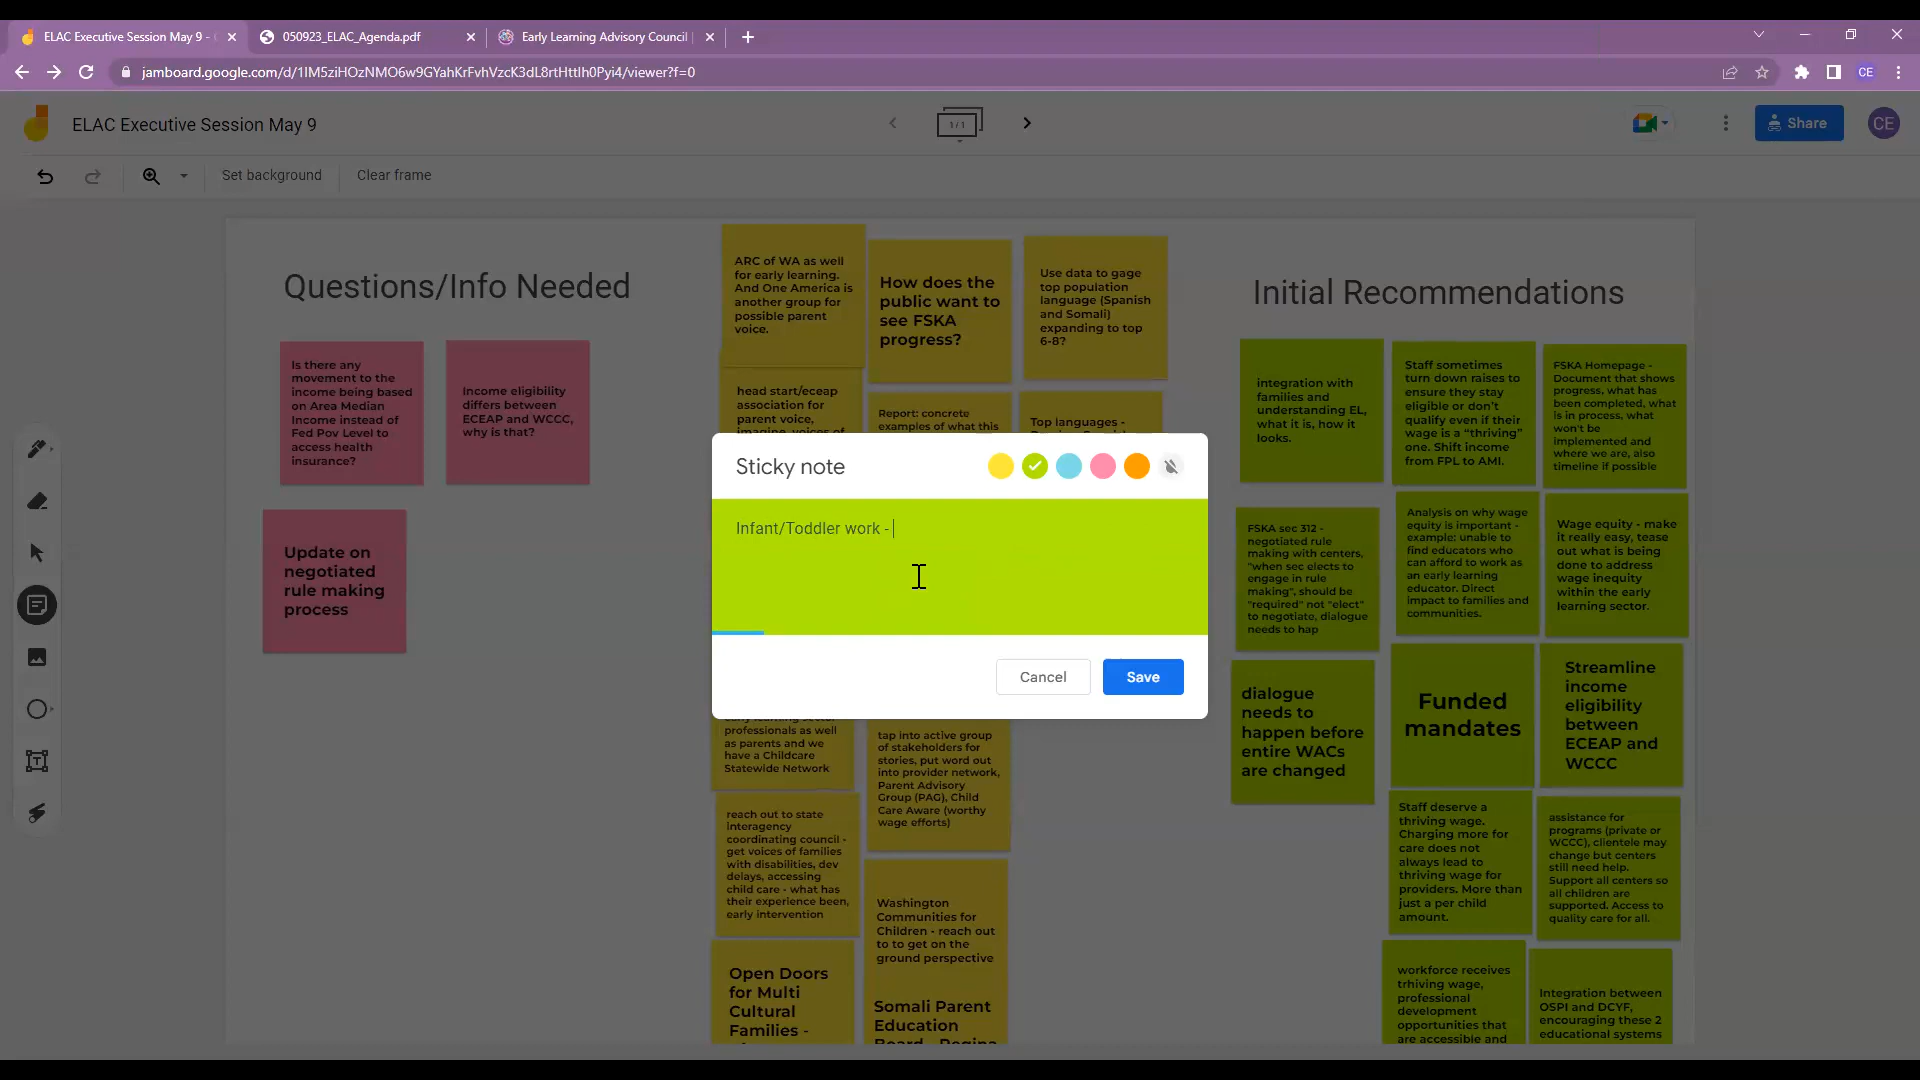 ELAC Executive Session May 9 -
050923_ELAC_Agenda.pdf
Early Learning Advisory Council
jamboard.google.com/d/1IM5ziHOzNMO6w9GYahKrFvhVzcK3dL8rtHttIh0Pyi4/viewer?f=0
CE
ELAC Executive Session May 9
1 / 1
Share
CE
Set background
Clear frame
Questions/Info Needed
Is there any
movement to the
income being based
on Area Median
Income instead of
Fed Pov Level to
access health
insurance?
Income eligibility
differs between
ECEAP and WCCC,
why is that?
Update on
negotiated
rule making
process
ARC of WA as well
for early learning.
And One America is
another group for
possible parent
voice.
How does the
public want to
see FSKA
progress?
Use data to gage
top population
language (Spanish
and Somali)
expanding to top
6-8?
head start/eceap
association for
parent voice,
imagine, voices of
Report: concrete
examples of what this
Top languages -
Sticky note
Infant/Toddler work -
Cancel
Save
early learning sector
professionals as well
as parents and we
have a Childcare
Statewide Network
tap into active group
of stakeholders for
stories, put word out
into provider network,
Parent Advisory
Group (PAG), Child
Care Aware (worthy
wage efforts)
reach out to state
interagency
coordinating council -
get voices of families
with disabilities, dev
delays, accessing
child care - what has
their experience been,
early intervention
Washington
Communities for
Children - reach out
to to get on the
ground perspective
Open Doors
for Multi
Cultural
Families -
Somali Parent
Education
Board - Regina
Initial Recommendations
integration with
families and
understanding EL,
what it is, how it
looks.
Staff sometimes
turn down raises to
ensure they stay
eligible or don't
qualify even if their
wage is a "thriving"
one. Shift income
from FPL to AMI.
FSKA Homepage -
Document that shows
progress, what has
been completed, what
is in process, what
won't be
implemented and
where we are, also
timeline if possible
FSKA sec 312 -
negotiated rule
making with centers,
"when sec elects to
engage in rule
making", should be
"required" not "elect"
to negotiate, dialogue
needs to hap
Analysis on why wage
equity is important -
example: unable to
find educators who
can afford to work as
an early learning
educator. Direct
impact to families and
communities.
Wage equity - make
it really easy, tease
out what is being
done to address
wage inequity
within the early
learning sector.
dialogue
needs to
happen before
entire WACs
are changed
Funded
mandates
Streamline
income
eligibility
between
ECEAP and
WCCC
Staff deserve a
thriving wage.
Charging more for
care does not
always lead to
thriving wage for
providers. More than
just a per child
amount.
assistance for
programs (private or
WCCC), clientele may
change but centers
still need help.
Support all centers so
all children are
supported. Access to
quality care for all.
workforce receives
trhiving wage,
professional
development
opportunities that
are accessible and
Integration between
OSPI and DCYF,
encouraging these 2
educational systems